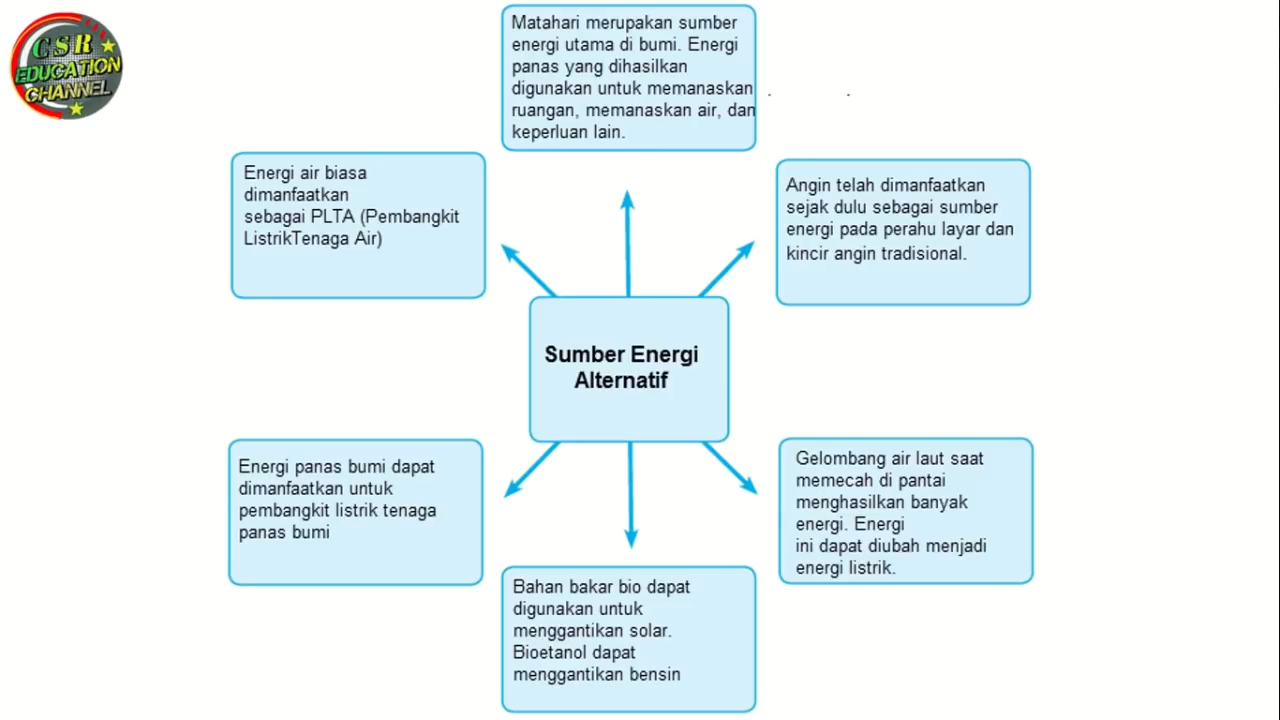 CSR
EDUCATION
CHANNEL
Matahari merupakan sumber
energi utama di bumi. Energi
panas yang dihasilkan
digunakan untuk memanaskan
ruangan, memanaskan air, dan
keperluan lain.
Energi air biasa
dimanfaatkan
sebagai PLTA (Pembangkit
ListrikTenaga Air)
Angin telah dimanfaatkan
sejak dulu sebagai sumber
energi pada perahu layar dan
kincir angin tradisional.
Sumber Energi
Alternatif
Energi panas bumi dapat
dimanfaatkan untuk
pembangkit listrik tenaga
panas bumi
Gelombang air laut saat
memecah di pantai
menghasilkan banyak
energi. Energi
ini dapat diubah menjadi
energi listrik.
Bahan bakar bio dapat
digunakan untuk
menggantikan solar.
Bioetanol dapat
menggantikan bensin